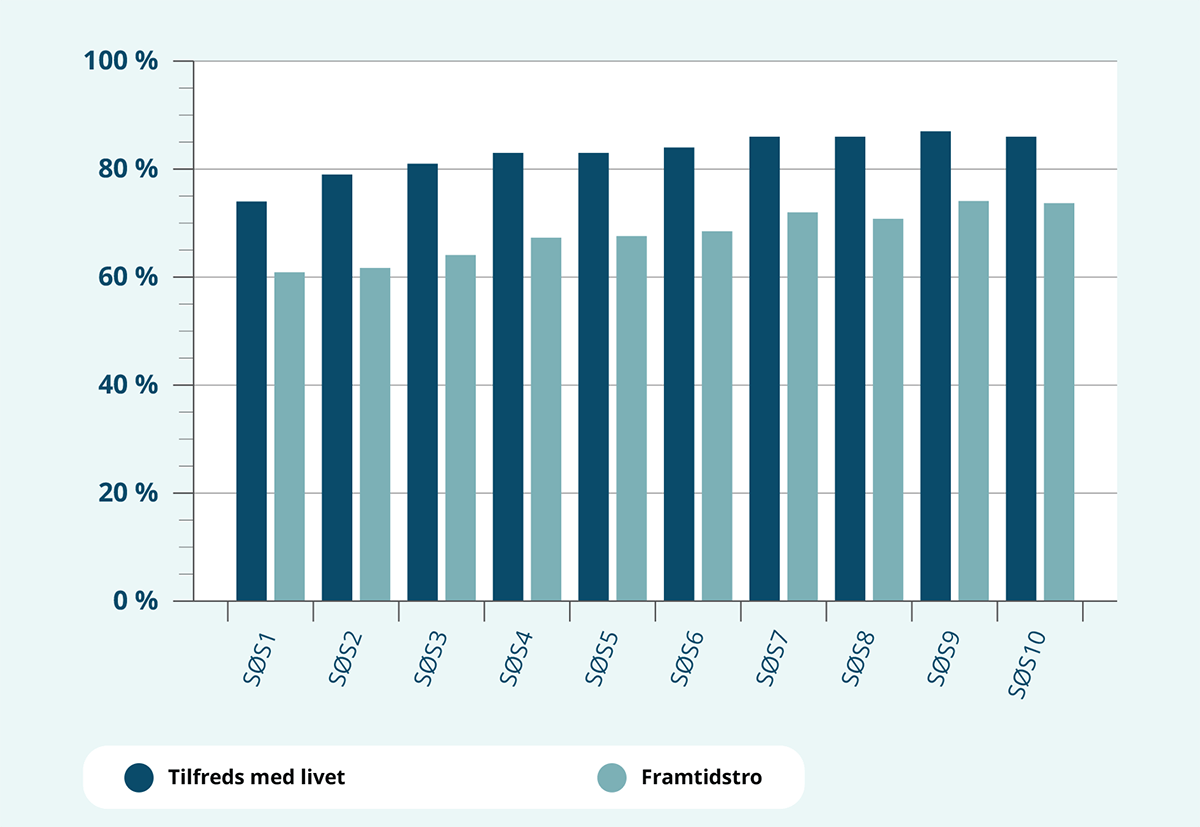 100 %
80 %
60 %
40 %
20 %
0 %
SØS1
SØS2
SØS3
SØS4
SØS5
SØS6
SØS7
SØS8
SØS9
SØS10
Tilfreds med livet
Framtidstro